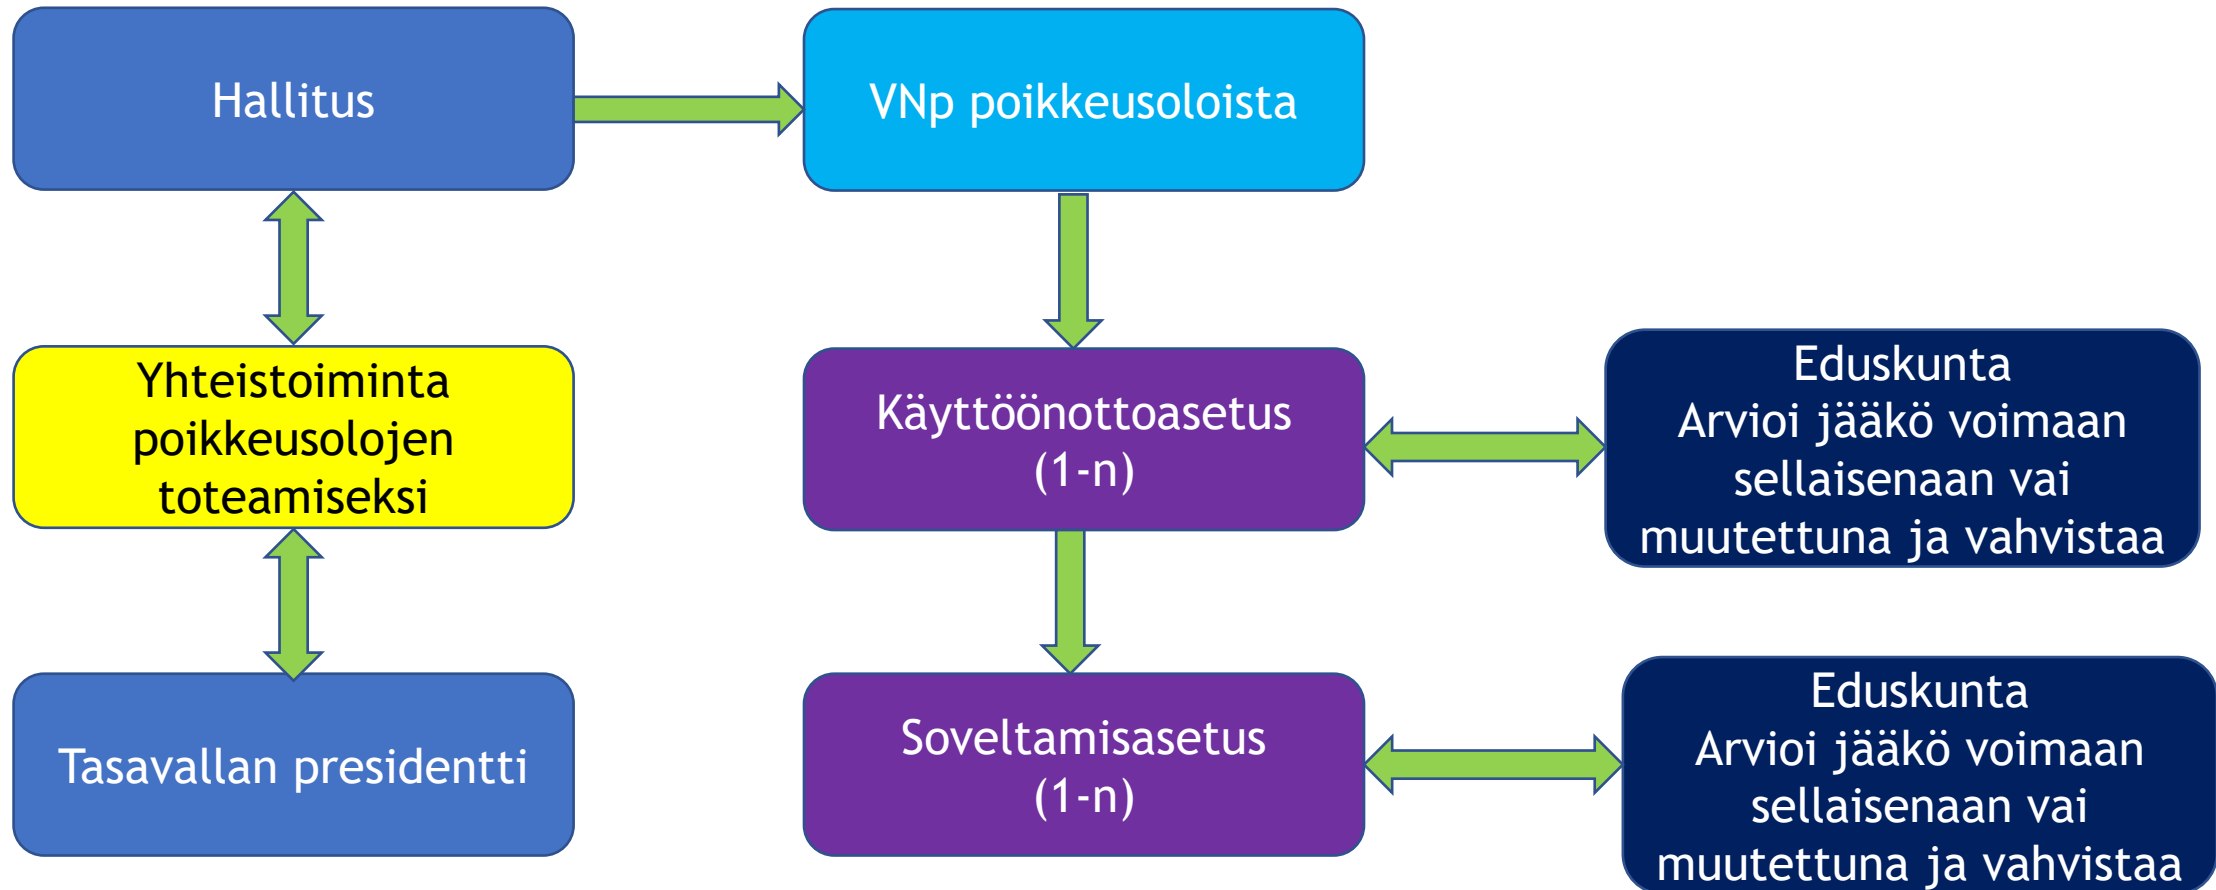 Hallitus
VNp poikkeusoloista
Yhteistoiminta
poikkeusolojen
toteamiseksi
Käyttöönottoasetus
(1-n)
Eduskunta
Arvioi jääkö voimaan
sellaisenaan vai
muutettuna ja vahvistaa
Tasavallan presidentti
Soveltamisasetus
(1-n)
Eduskunta
Arvioi jääkö voimaan
sellaisenaan vai
muutettuna ja vahvistaa